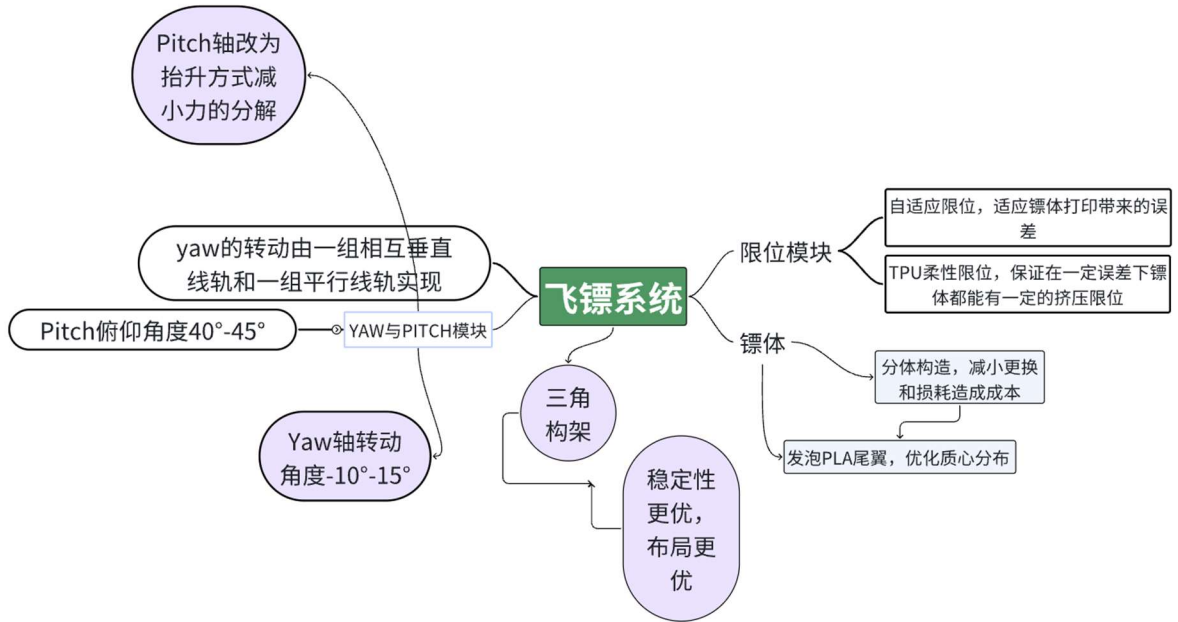 Pitch轴改为
抬升方式减
小力的分解
yaw的转动由一组相互垂直
线轨和一组平行线轨实现
Pitch俯仰角度40°-45°
YAW与PITCH模块
Yaw轴转动
角度-10°-15°
飞镖系统
三角
构架
稳定性
更优，
布局更
优
限位模块
自适应限位，适应镖体打印带来的误
差
TPU柔性限位，保证在一定误差下镖
体都能有一定的挤压限位
镖体
分体构造，减小更换
和损耗造成成本
发泡PLA尾翼，优化质心分布